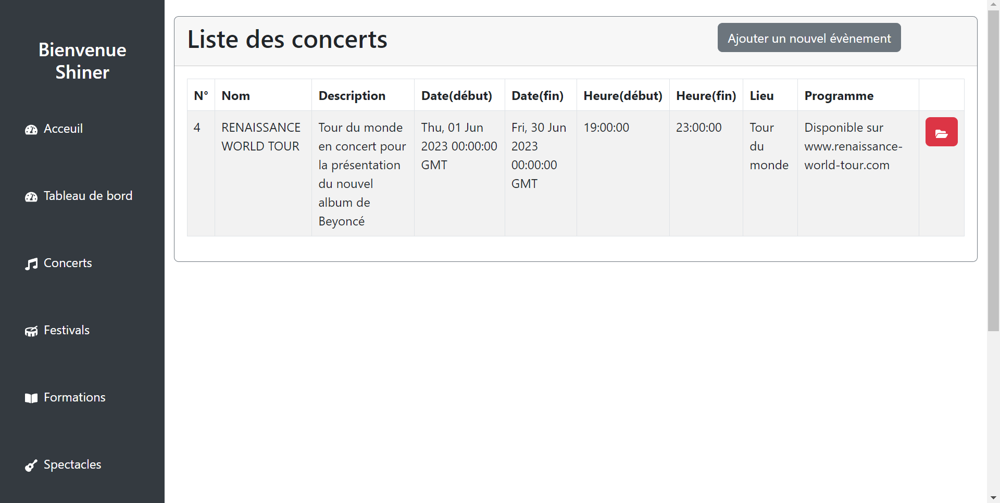 Bienvenue
Shiner
Acceuil
Tableau de bord
Concerts
Festivals
Formations
Spectacles
Liste des concerts
Ajouter un nouvel évènement
N° Nom Description Date(début) Date(fin) Heure(début) Heure(fin) Lieu Programme
4 RENAISSANCE Tour du monde Thu, 01 Jun Fri, 30 Jun 19:00:00 23:00:00 Tour Disponible sur
WORLD TOUR en concert pour 2023 00:00:00 2023 du www.renaissance-
la présentation GMT 00:00:00 monde world-tour.com
du nouvel GMT
album de
Beyoncé